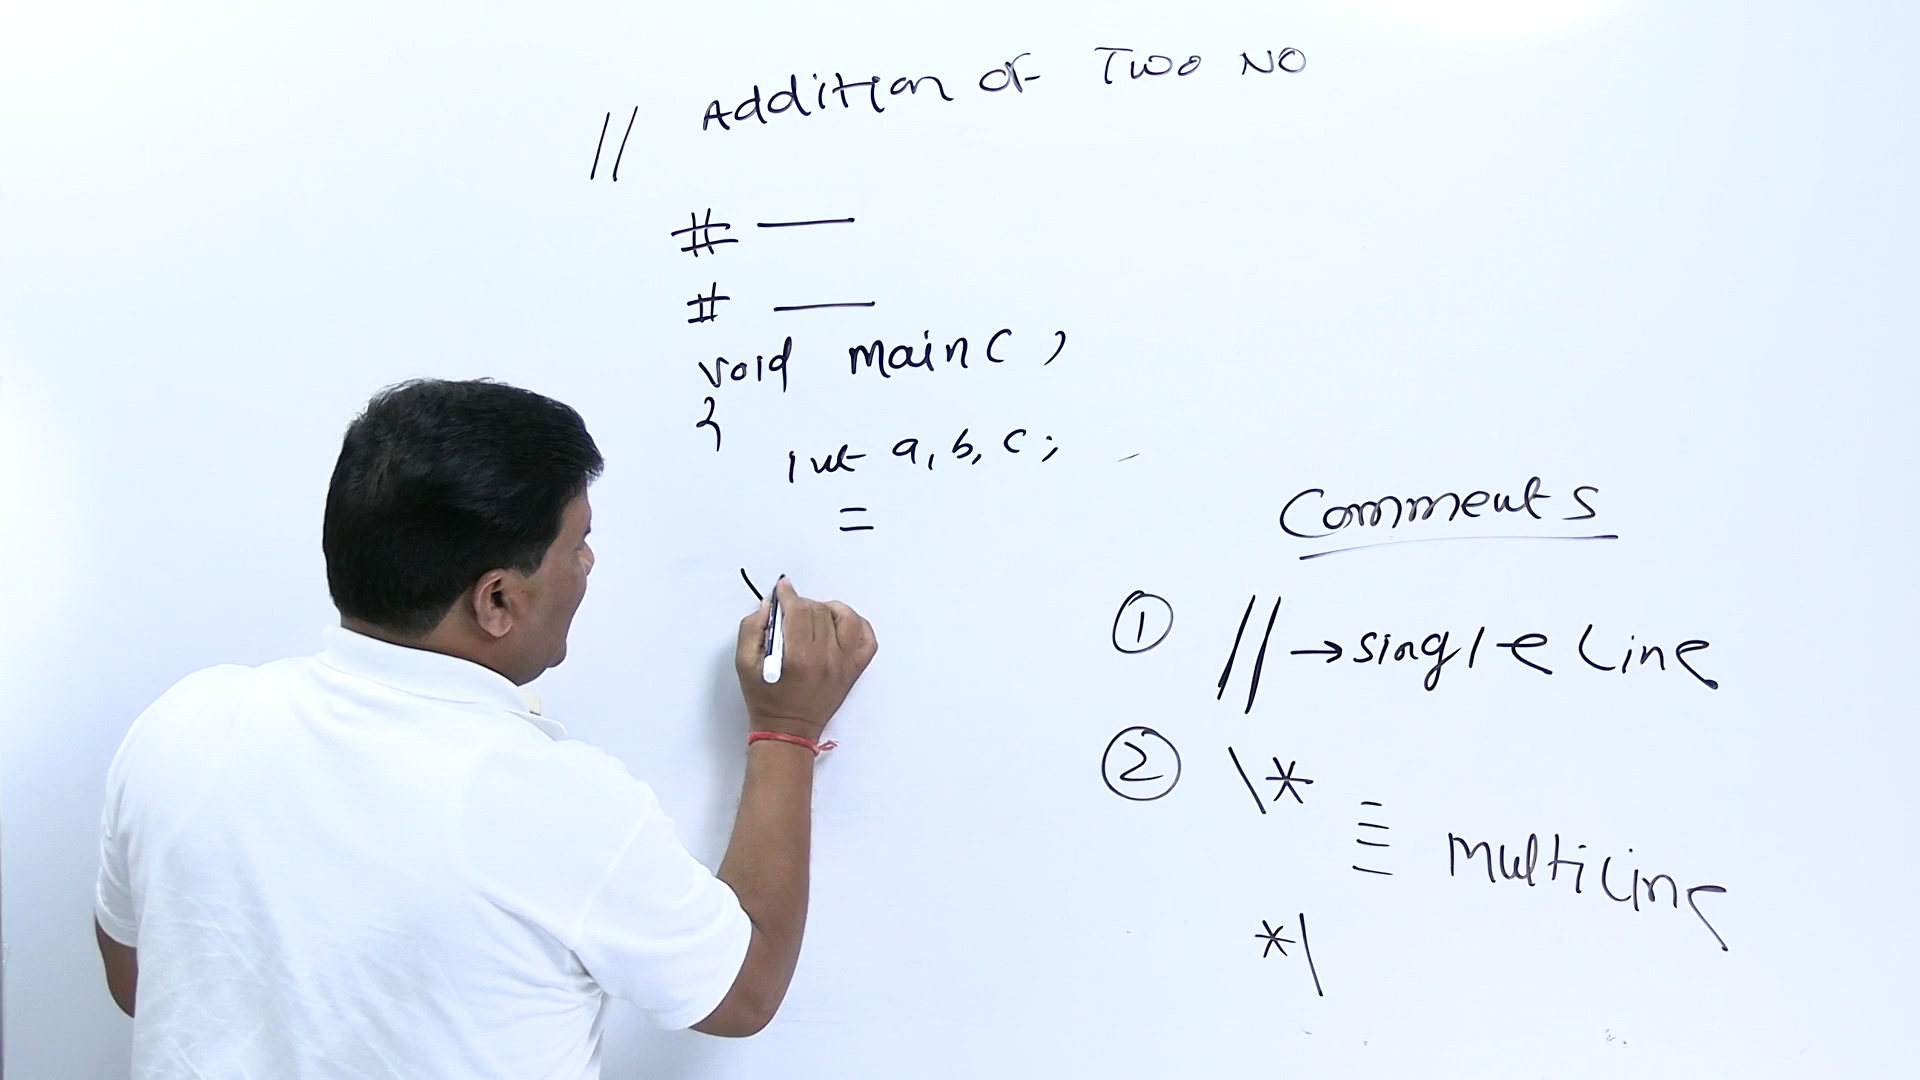 // Addition of Two NO
# —
# —
void main( )
{
int a, b, c;
=
\
Comments
① // → single Line
② \*
≡ multiline
*\